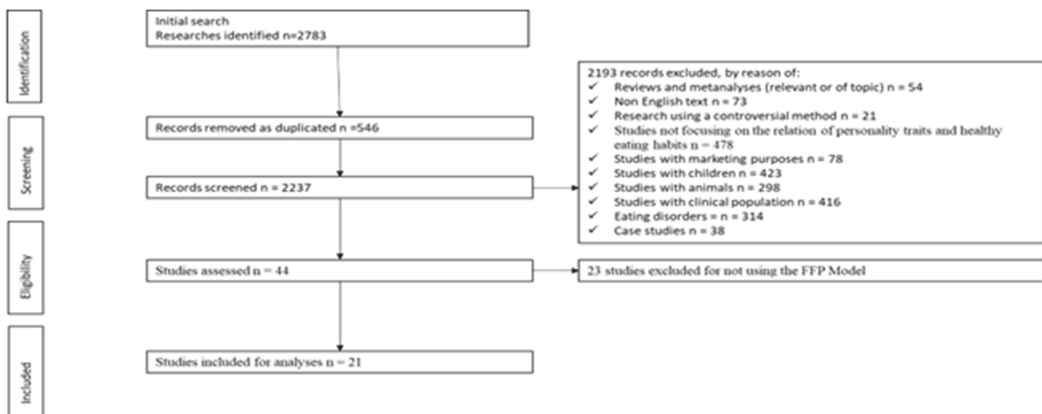 Identification
Initial search
Researches identified n=2783
Records removed as duplicated n =546
Screening
Records screened n = 2237
2193 records excluded, by reason of:
✓ Reviews and metanalyses (relevant or of topic) n = 54
✓ Non English text n = 73
✓ Research using a controversial method n = 21
✓ Studies not focusing on the relation of personality traits and healthy
eating habits n = 478
✓ Studies with marketing purposes n = 78
✓ Studies with children n = 423
✓ Studies with animals n = 298
✓ Studies with clinical population n = 416
✓ Eating disorders = n = 314
✓ Case studies n = 38
Eligibility
Studies assessed n = 44
23 studies excluded for not using the FFP Model
Included
Studies included for analyses n = 21